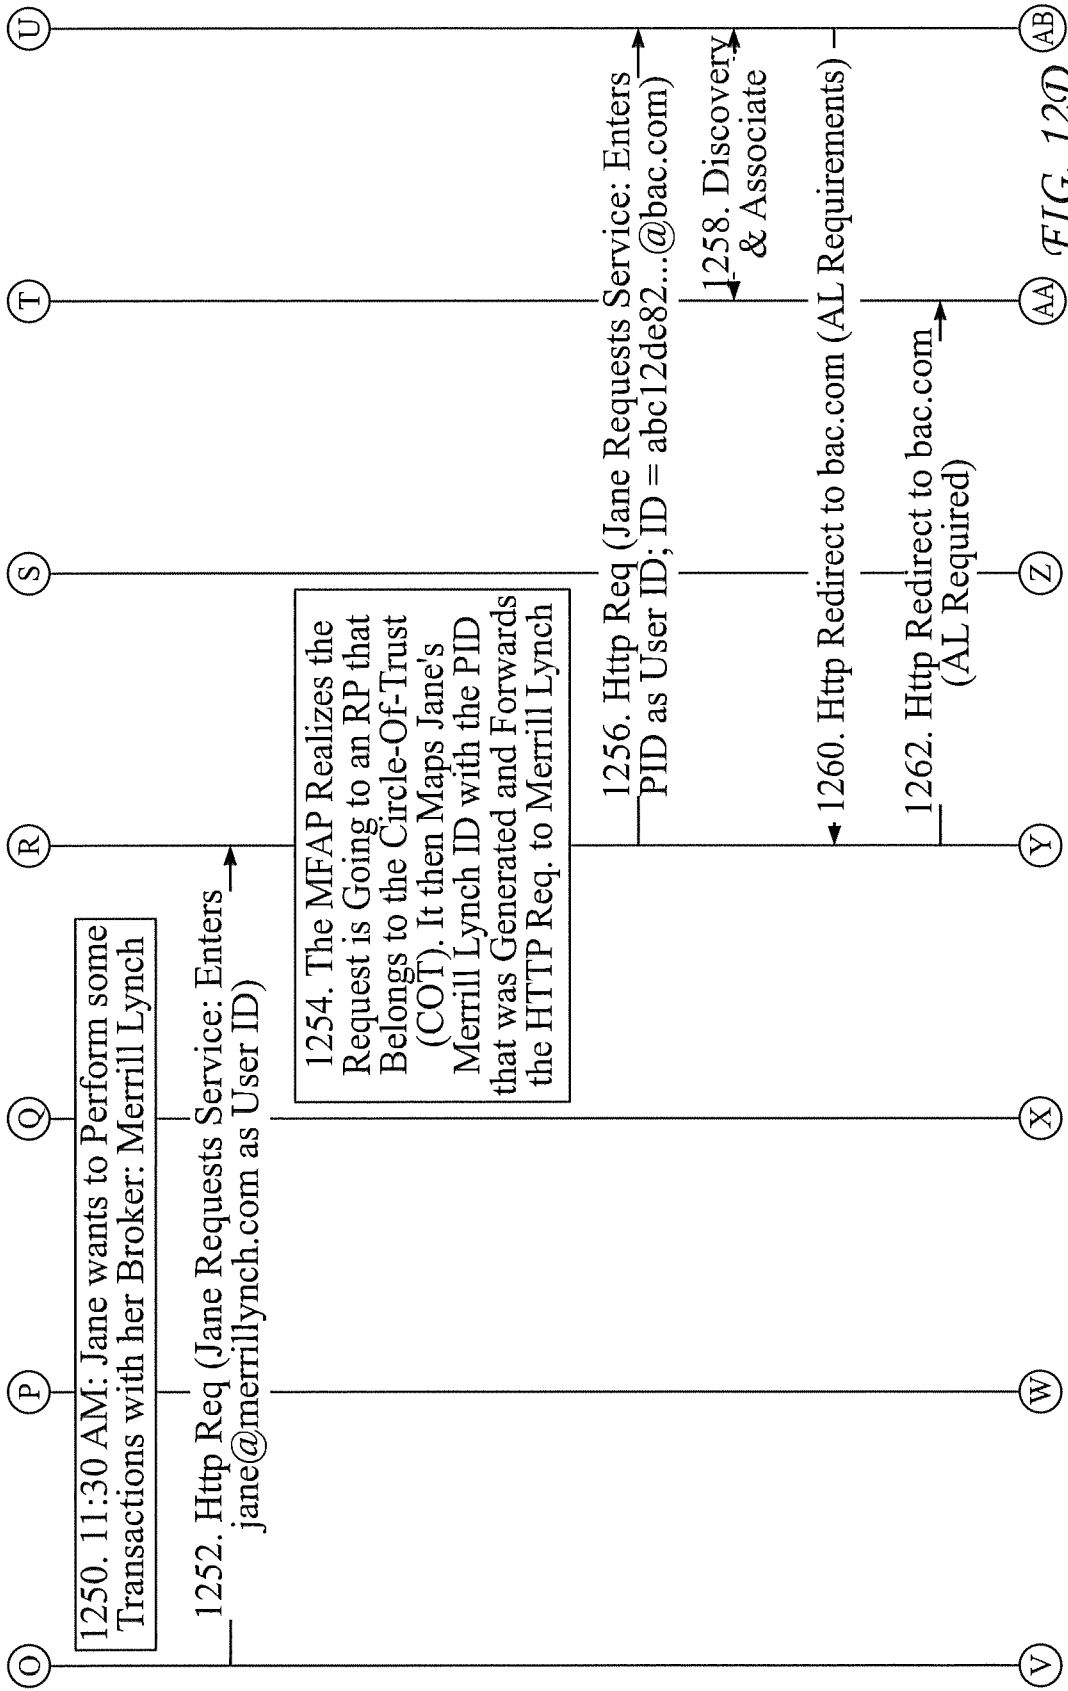 O
P
Q
R
S
T
U
1250. 11:30 AM: Jane wants to Perform some
Transactions with her Broker: Merrill Lynch
1252. Http Req (Jane Requests Service: Enters
jane@merrillynch.com as User ID)
1254. The MFAP Realizes the
Request is Going to an RP that
Belongs to the Circle-Of-Trust
(COT). It then Maps Jane's
Merrill Lynch ID with the PID
that was Generated and Forwards
the HTTP Req. to Merrill Lynch
1256. Http Req (Jane Requests Service: Enters
PID as User ID; ID = abc12de82...@bac.com)
1258. Discovery
& Associate
1260. Http Redirect to bac.com (AL Requirements)
1262. Http Redirect to bac.com
(AL Required)
V
W
X
Y
Z
AA
AB
FIG. 12D